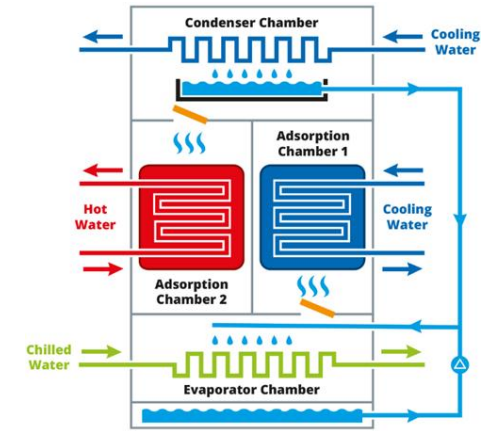 Condenser Chamber
Cooling
Water
Adsorption
Chamber 1
Hot
Water
Cooling
Water
Adsorption
Chamber 2
Chilled
Water
Evaporator Chamber